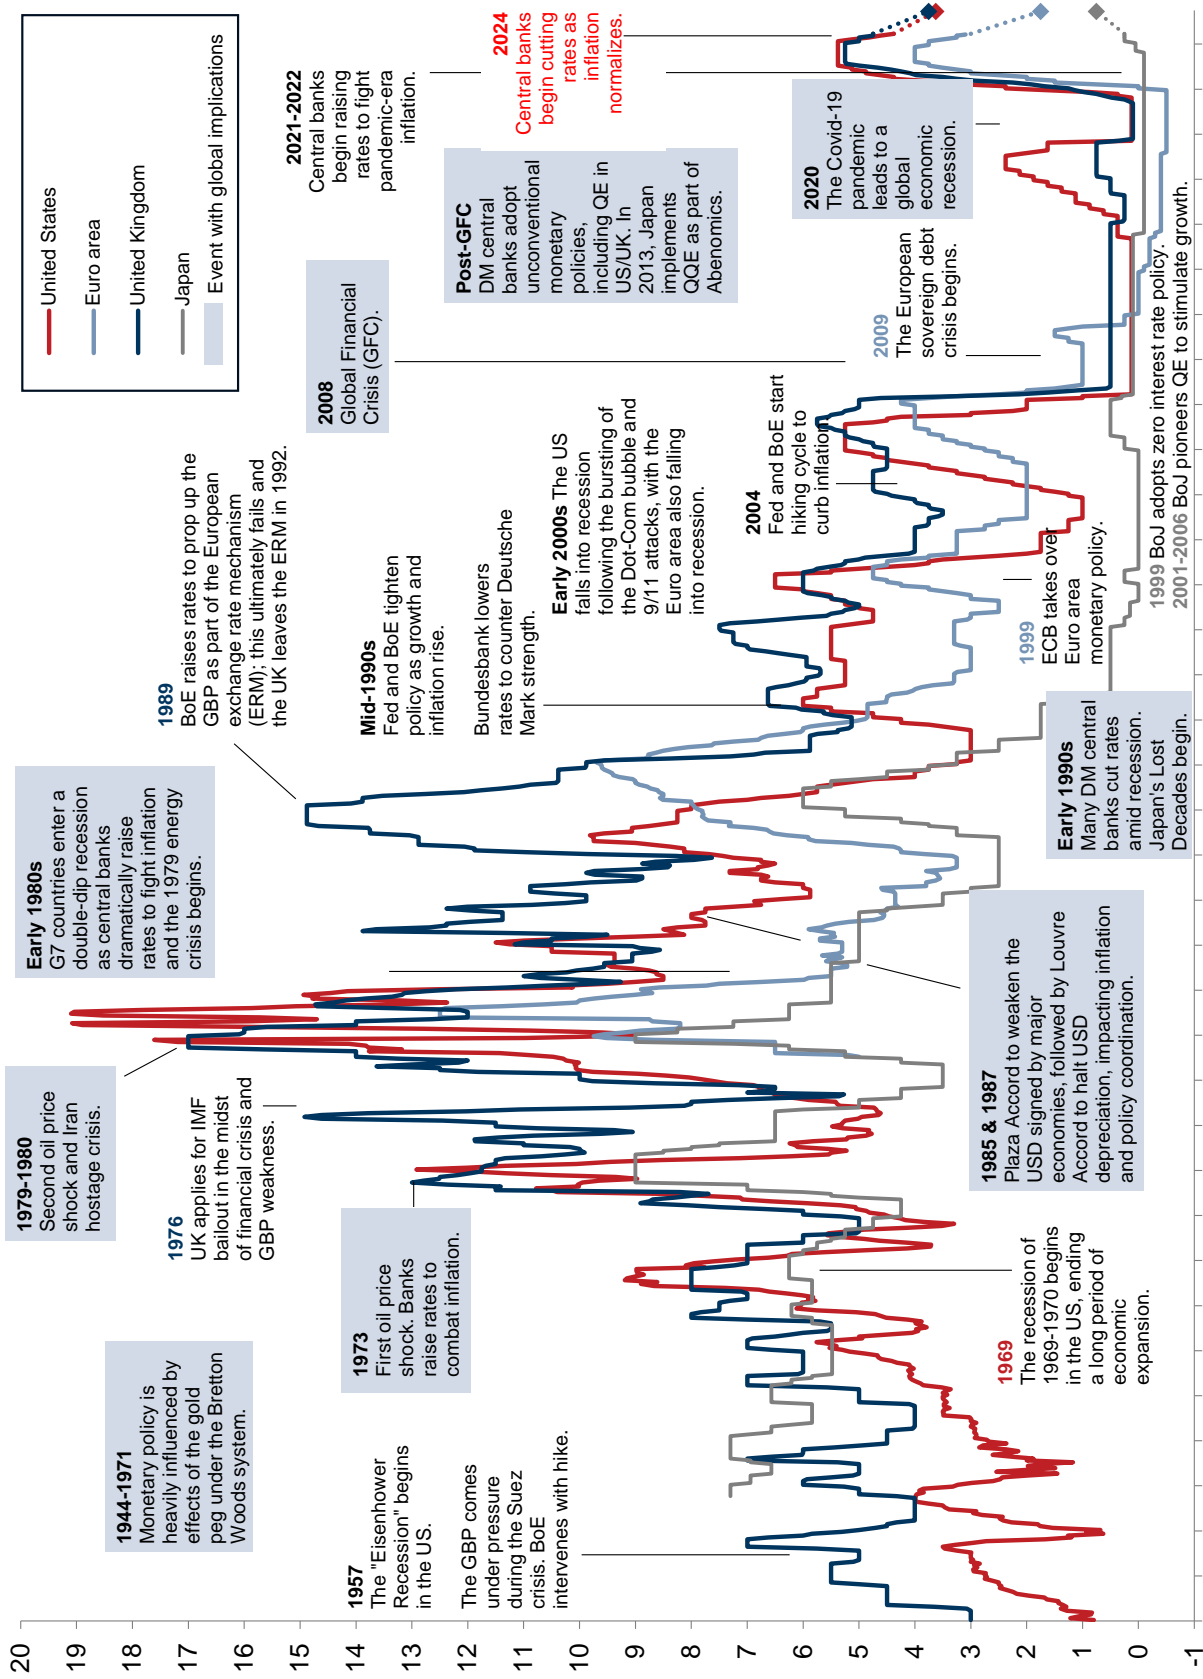 United States
Euro area
United Kingdom
Japan
Event with global implications
20
19
18
17
16
15
14
13
12
11
10
9
8
7
6
5
4
3
2
1
0
-1
1944-1971
Monetary policy is
heavily influenced by
effects of the gold
peg under the Bretton
Woods system.
1957
The "Eisenhower
Recession" begins
in the US.
The GBP comes
under pressure
during the Suez
crisis. BoE
intervenes with hike.
1969
The recession of
1969-1970 begins
in the US, ending
a long period of
economic
expansion.
1973
First oil price
shock. Banks
raise rates to
combat inflation.
1976
UK applies for IMF
bailout in the midst
of financial crisis and
GBP weakness.
1979-1980
Second oil price
shock and Iran
hostage crisis.
Early 1980s
G7 countries enter a
double-dip recession
as central banks
dramatically raise
rates to fight inflation
and the 1979 energy
crisis begins.
1985 & 1987
Plaza Accord to weaken the
USD signed by major
economies, followed by Louvre
Accord to halt USD
depreciation, impacting inflation
and policy coordination.
1989
BoE raises rates to prop up the
GBP as part of the European
exchange rate mechanism
(ERM); this ultimately fails and
the UK leaves the ERM in 1992.
Early 1990s
Many DM central
banks cut rates
amid recession.
Japan's Lost
Decades begin.
Mid-1990s
Fed and BoE tighten
policy as growth and
inflation rise.
Bundesbank lowers
rates to counter Deutsche
Mark strength.
1999
ECB takes over
Euro area
monetary policy.
1999 BoJ adopts zero interest rate policy.
2001-2006 BoJ pioneers QE to stimulate growth.
Early 2000s The US
falls into recession
following the bursting of
the Dot-Com bubble and
9/11 attacks, with the
Euro area also falling
into recession.
2004
Fed and BoE start
hiking cycle to
curb inflation.
2008
Global Financial
Crisis (GFC).
2009
The European
sovereign debt
crisis begins.
Post-GFC
DM central
banks adopt
unconventional
monetary
policies,
including QE in
US/UK. In
2013, Japan
implements
QQE as part of
Abenomics.
2020
The Covid-19
pandemic
leads to a
global
economic
recession.
2021-2022
Central banks
begin raising
rates to fight
pandemic-era
inflation.
2024
Central banks
begin cutting
rates as
inflation
normalizes.